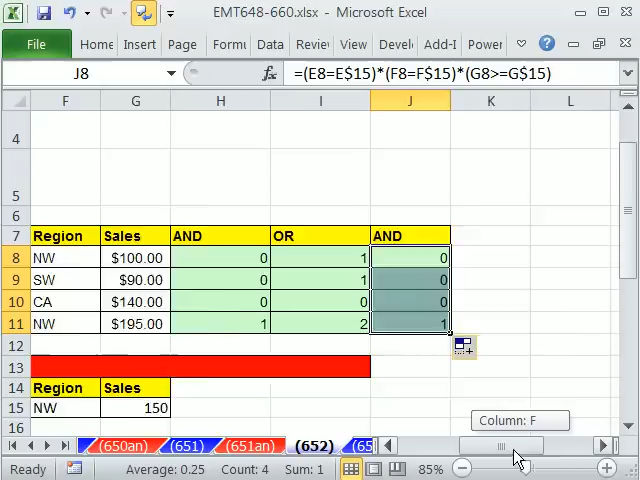 EMT648-660.xlsx - Microsoft Excel
File Home Insert Page Formu Data Reviev View Develo Add-I Power
J8 fx =(E8=E$15)*(F8=F$15)*(G8>=G$15)
F G H I J K L
4
5
6
7 Region Sales AND OR AND
8 NW $100.00 0 1 0
9 SW $90.00 0 1 0
10 CA $140.00 0 0 0
11 NW $195.00 1 2 1
12
13
14 Region Sales
15 NW 150
16
Column: F
(650an) (651) (651an) (652) (65
Ready Average: 0.25 Count: 4 Sum: 1 85%